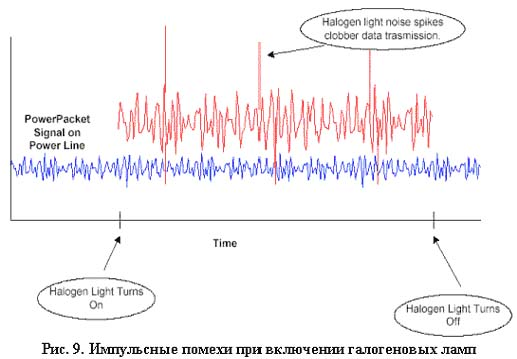 Halogen light noise spikes
clobber data trasmission.
PowerPacket
Signal on
Power Line
Time
Halogen Light Turns
On
Halogen Light Turns
Off
Рис. 9. Импульсные помехи при включении галогеновых ламп